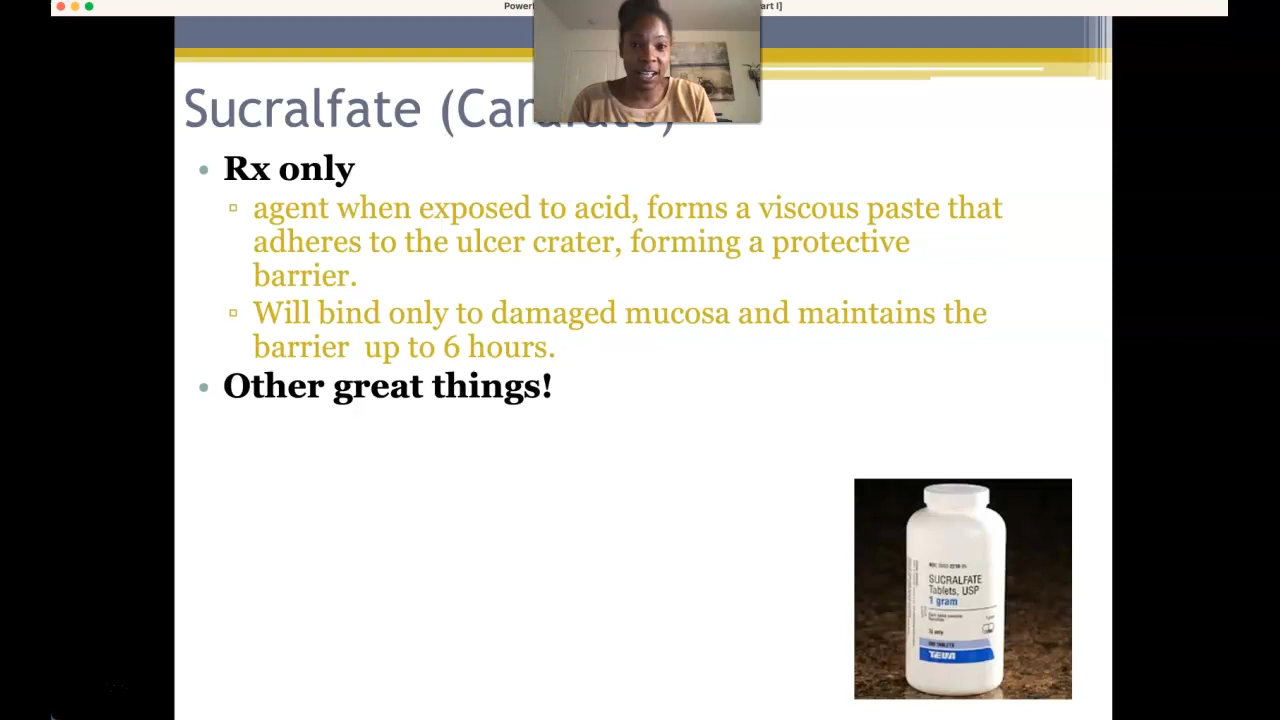 art I]
Sucralfate (Carafate)
• Rx only
▫ agent when exposed to acid, forms a viscous paste that
adheres to the ulcer crater, forming a protective
barrier.
▫ Will bind only to damaged mucosa and maintains the
barrier up to 6 hours.
• Other great things!
SUCRALFATE
Tablets, USP
1 gram
TEVA